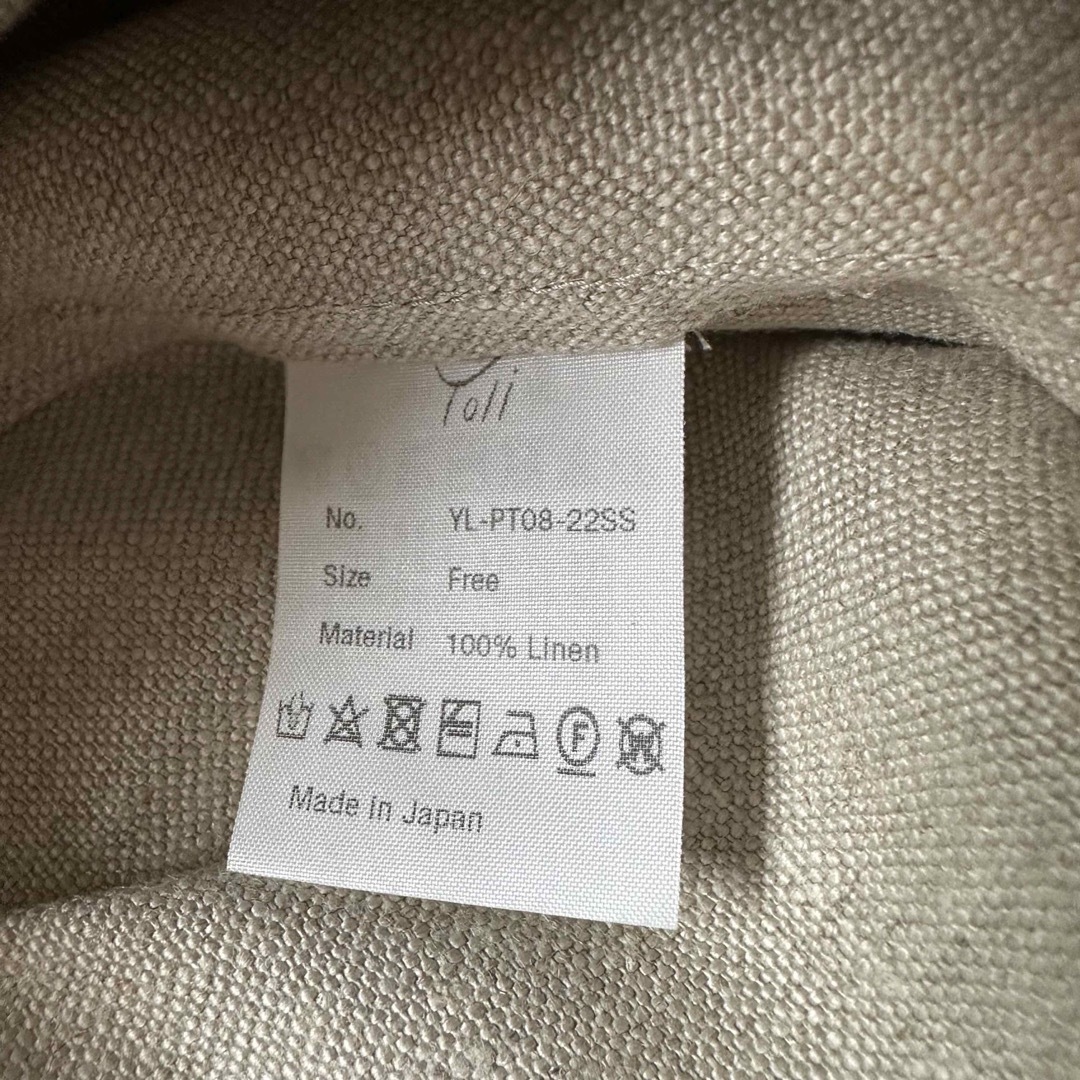 Yoli
No. YL-PT08-22SS
Size Free
Material 100% Linen
F W
Made in Japan